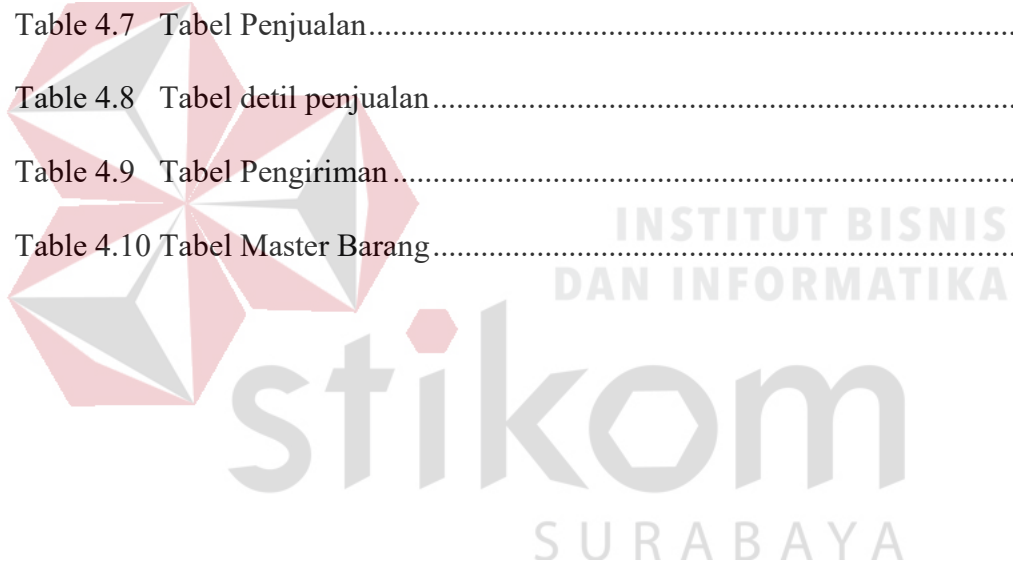 Table 4.7 Tabel Penjualan......................................................................................
Table 4.8 Tabel detil penjualan..............................................................................
Table 4.9 Tabel Pengiriman...................................................................................
Table 4.10 Tabel Master Barang..............................................................................
INSTITUT BISNIS
DAN INFORMATIKA
stikom
SURABAYA